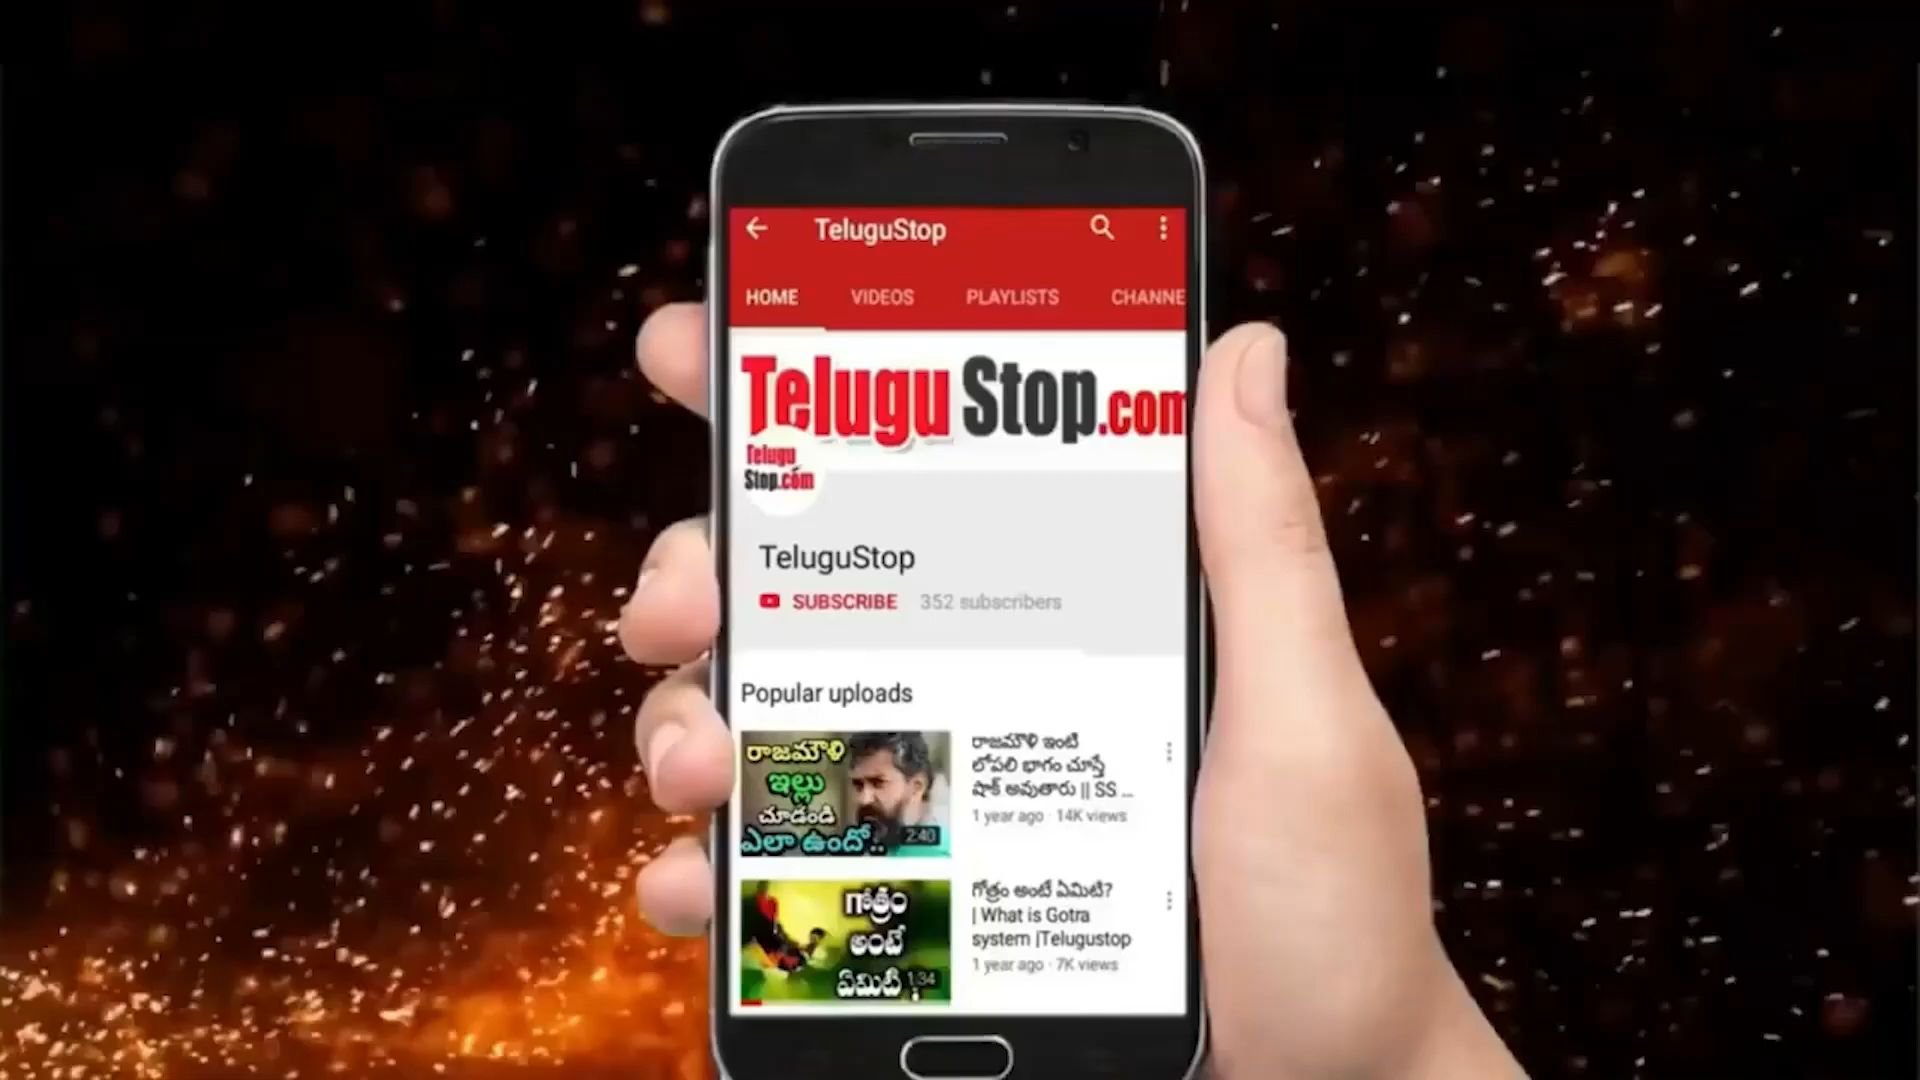 TeluguStop
HOME VIDEOS PLAYLISTS CHANNE
Telugu Stop.com
Telugu
Stop.com
TeluguStop
SUBSCRIBE 352 subscribers
Popular uploads
రాజమౌళి
ఇల్లు
చూడండి
ఎలా ఉందో..
2:40
రాజమౌళి ఇంటి
లోపలి భాగం చూస్తే
షాక్ అవుతారు || SS ...
1 year ago · 14K views
గోత్రం
అంటే
ఏమిటి ?
1:34
గోత్రం అంటే ఏమిటి?
| What is Gotra
system |Telugustop
1 year ago · 7K views